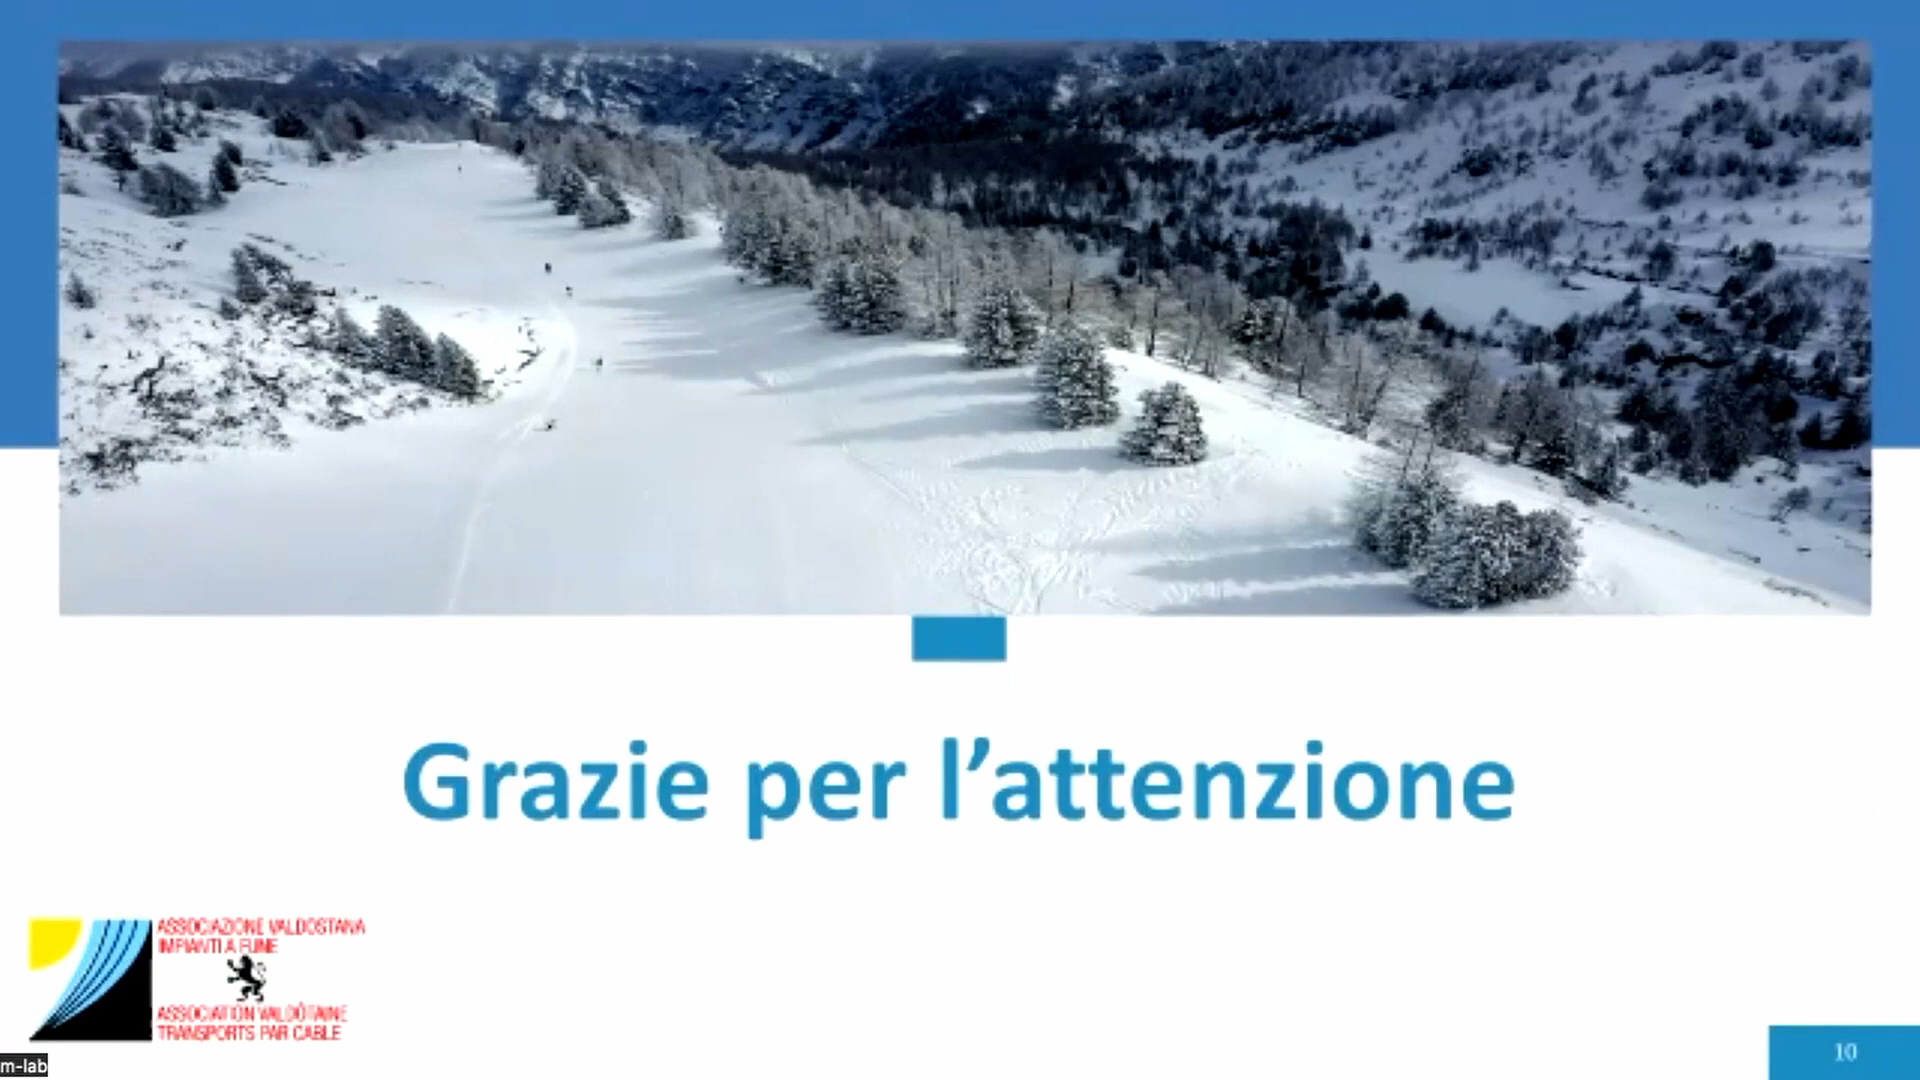 Grazie per l’attenzione
ASSOCIAZIONE VALDOSTANA
IMPIANTI A FUNE
ASSOCIATION VALDÔTAINE
TRANSPORTS PAR CABLE
m-lab
10